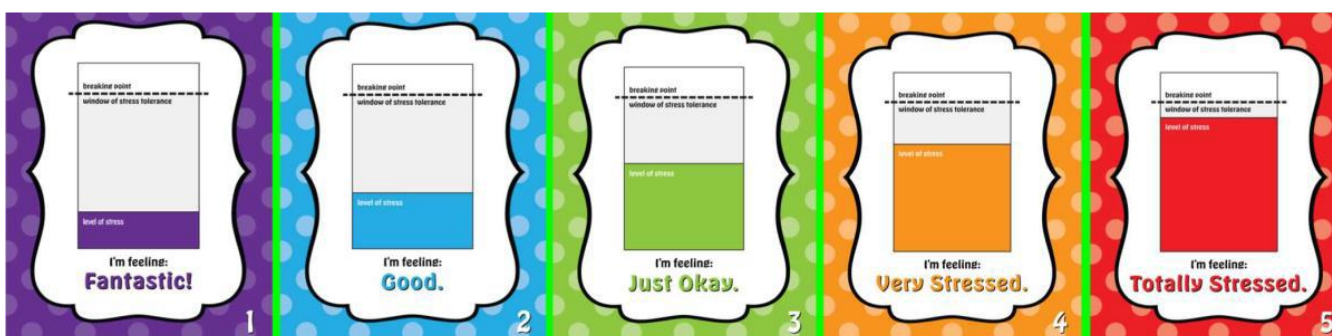 breaking point
window of stress tolerance
level of stress
I'm feeling:
Fantastic!
1
breaking point
window of stress tolerance
level of stress
I'm feeling:
Good.
2
breaking point
window of stress tolerance
level of stress
I'm feeling:
Just Okay.
3
breaking point
window of stress tolerance
level of stress
I'm feeling:
Very Stressed.
4
breaking point
window of stress tolerance
level of stress
I'm feeling:
Totally Stressed.
5